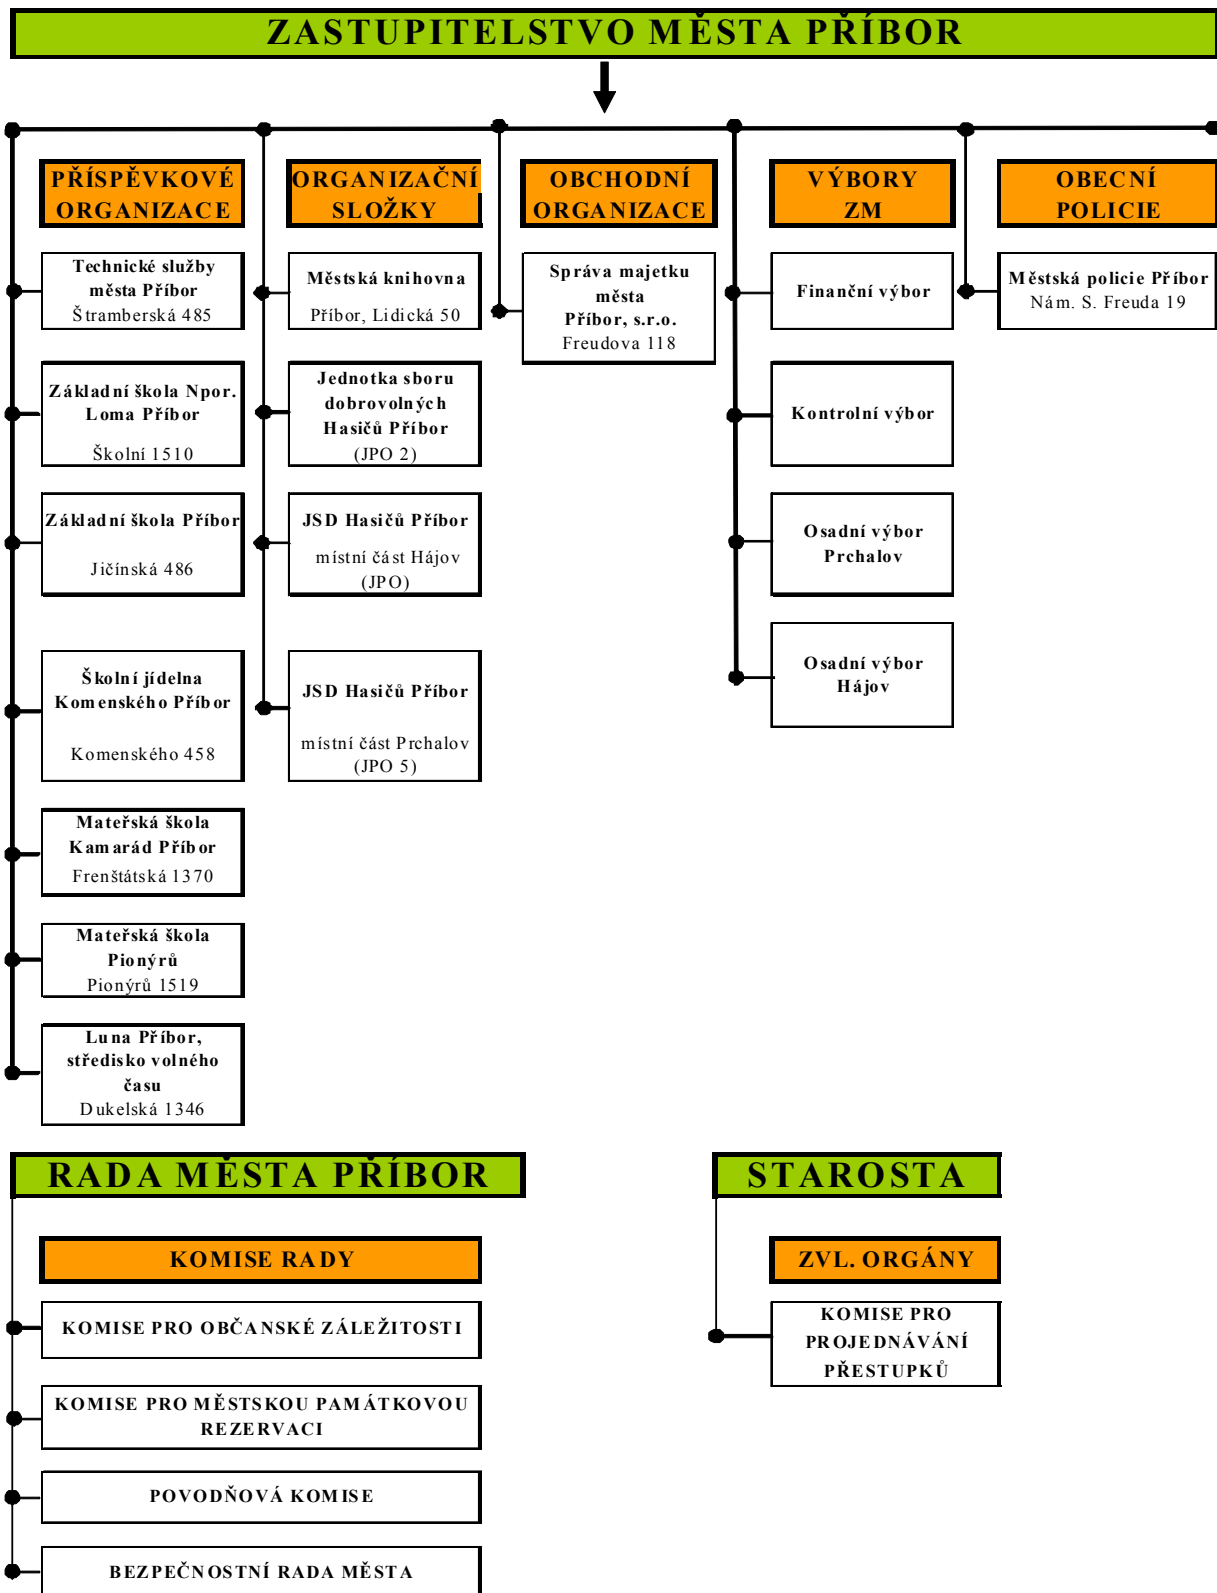 ZASTUPITELSTVO MĚSTA PŘÍBOR
PŘÍSPĚVKOVÉ
ORGANIZACE
Technické služby
města Příbor
Štramberská 485
Základní škola Npor.
Loma Příbor
Školní 1510
Základní škola Příbor
Jičínská 486
Školní jídelna
Komenského Příbor
Komenského 458
Mateřská škola
Kamarád Příbor
Frenštátská 1370
Mateřská škola
Pionýrů
Pionýrů 1519
Luna Příbor,
středisko volného
času
Dukelská 1346
ORGANIZAČNÍ
SLOŽKY
Městská knihovna
Příbor, Lidická 50
Jednotka sboru
dobrovolných
Hasičů Příbor
(JPO 2)
JSD Hasičů Příbor
místní část Hájov
(JPO)
JSD Hasičů Příbor
místní část Prchalov
(JPO 5)
OBCHODNÍ
ORGANIZACE
Správa majetku
města
Příbor, s.r.o.
Freudova 118
VÝBORY
ZM
Finanční výbor
Kontrolní výbor
Osadní výbor
Prchalov
Osadní výbor
Hájov
OBECNÍ
POLICIE
Městská policie Příbor
Nám. S. Freuda 19
RADA MĚSTA PŘÍBOR
KOMISE RADY
KOMISE PRO OBČANSKÉ ZÁLEŽITOSTI
KOMISE PRO MĚSTSKOU PAMÁTKOVOU
REZERVACI
POVODŇOVÁ KOMISE
BEZPEČNOSTNÍ RADA MĚSTA
STAROSTA
ZVL. ORGÁNY
KOMISE PRO
PROJEDNÁVÁNÍ
PŘESTUPKŮ